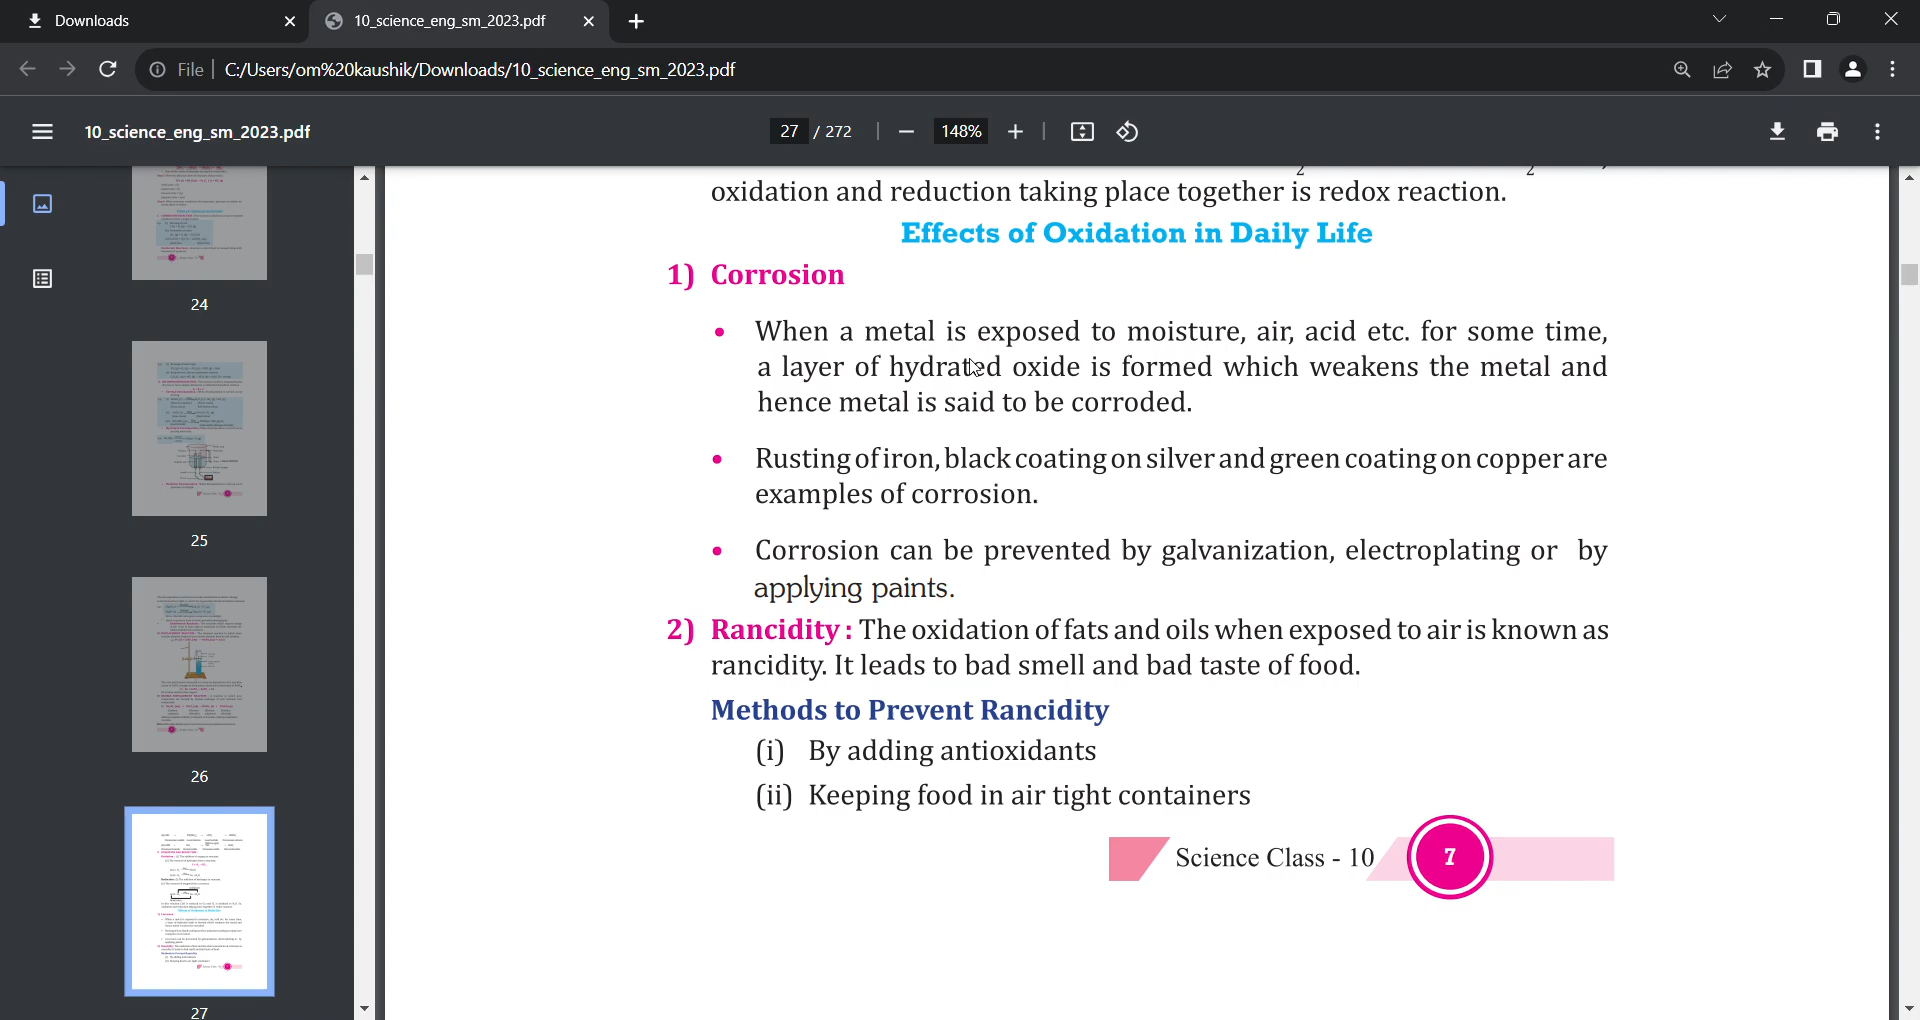 Downloads
10_science_eng_sm_2023.pdf
File
C:/Users/om%20kaushik/Downloads/10_science_eng_sm_2023.pdf
10_science_eng_sm_2023.pdf
27 / 272
148%
24
25
26
27
oxidation and reduction taking place together is redox reaction.
Effects of Oxidation in Daily Life
1) Corrosion
• When a metal is exposed to moisture, air, acid etc. for some time,
a layer of hydrated oxide is formed which weakens the metal and
hence metal is said to be corroded.
• Rusting of iron, black coating on silver and green coating on copper are
examples of corrosion.
• Corrosion can be prevented by galvanization, electroplating or by
applying paints.
2) Rancidity : The oxidation of fats and oils when exposed to air is known as
rancidity. It leads to bad smell and bad taste of food.
Methods to Prevent Rancidity
(i) By adding antioxidants
(ii) Keeping food in air tight containers
Science Class - 10
7